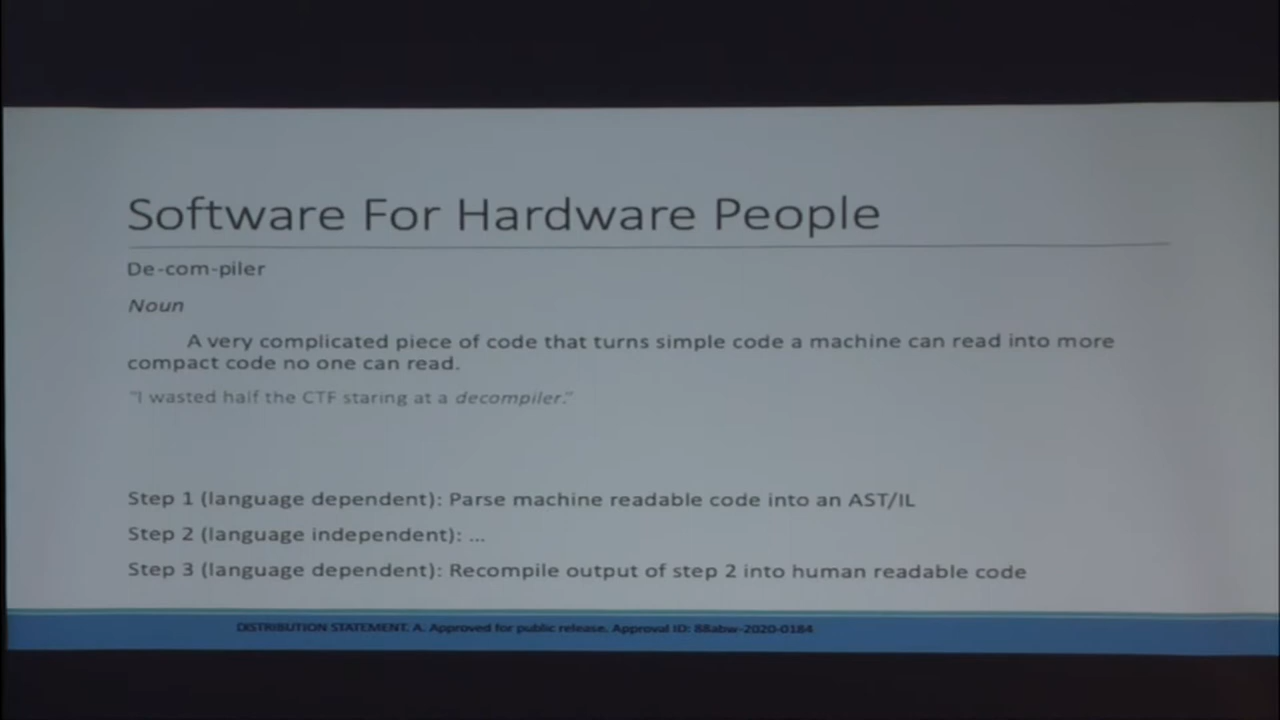 Software For Hardware People
De-com-piler
Noun
A very complicated piece of code that turns simple code a machine can read into more
compact code no one can read.
"I wasted half the CTF staring at a decompiler."
Step 1 (language dependent): Parse machine readable code into an AST/IL
Step 2 (language independent): ...
Step 3 (language dependent): Recompile output of step 2 into human readable code
DISTRIBUTION STATEMENT A. Approved for public release. Approval ID: 88abw-2020-0184